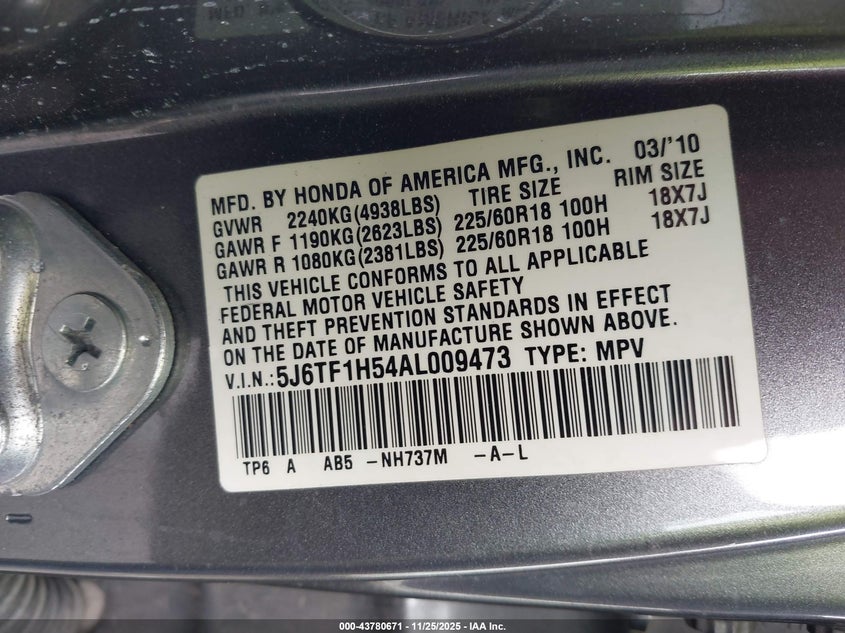 MFD. BY HONDA OF AMERICA MFG., INC. 03/'10
GVWR 2240KG(4938LBS) TIRE SIZE RIM SIZE
GAWR F 1190KG(2623LBS) 225/60R18 100H 18X7J
GAWR R 1080KG(2381LBS) 225/60R18 100H 18X7J
THIS VEHICLE CONFORMS TO ALL APPLICABLE
FEDERAL MOTOR VEHICLE SAFETY
AND THEFT PREVENTION STANDARDS IN EFFECT
ON THE DATE OF MANUFACTURE SHOWN ABOVE.
V.I.N.: 5J6TF1H54AL009473 TYPE: MPV
TP6 A AB5 -NH737M -A-L
000-43780671 - 11/25/2025 - IAA Inc.